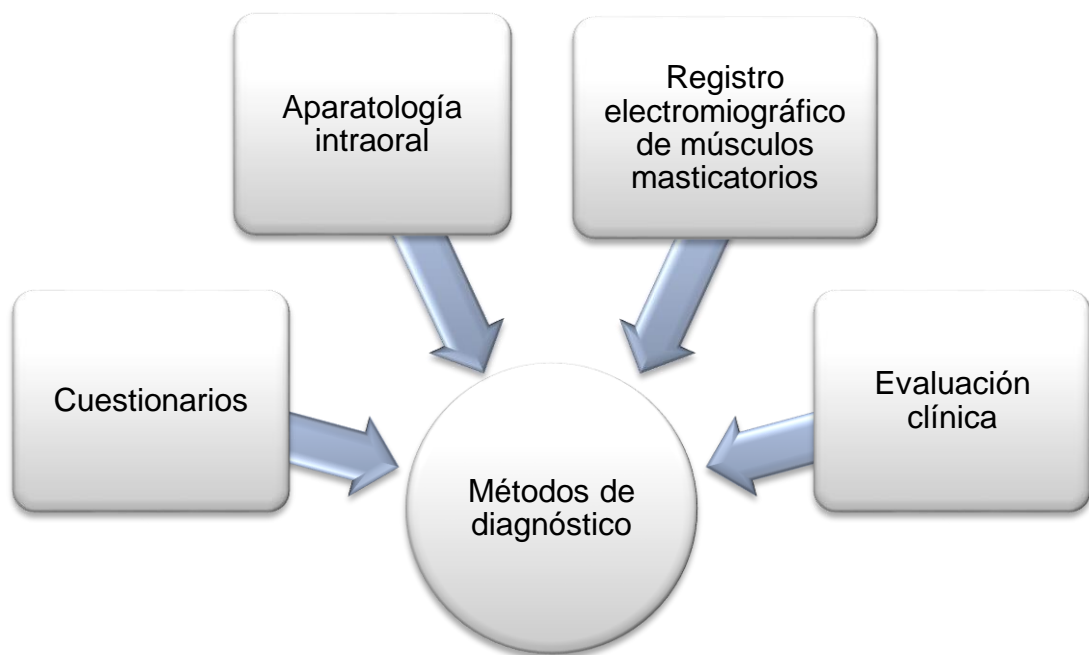 Aparatología
intraoral
Registro
electromiográfico
de músculos
masticatorios
Cuestionarios
Evaluación
clínica
Métodos de
diagnóstico